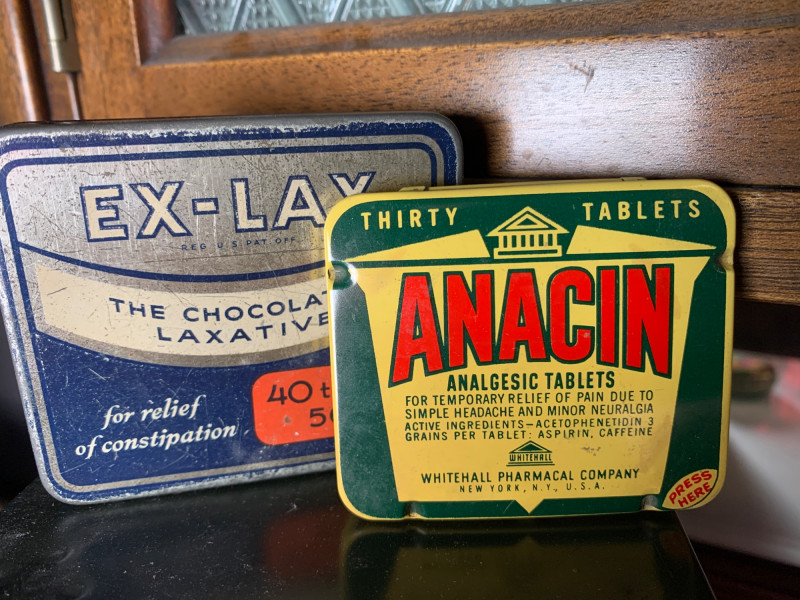 EX-LAX
REG U S PAT OFF
THE CHOCOLAT
LAXATIVE
for relief
of constipation
40 t
5
THIRTY TABLETS
ANACIN
ANALGESIC TABLETS
FOR TEMPORARY RELIEF OF PAIN DUE TO
SIMPLE HEADACHE AND MINOR NEURALGIA
ACTIVE INGREDIENTS-ACETOPHENETIDIN 3
GRAINS PER TABLET: ASPIRIN, CAFFEINE
WHITEHALL
WHITEHALL PHARMACAL COMPANY
NEW YORK, N.Y., U.S.A.
PRESS
HERE